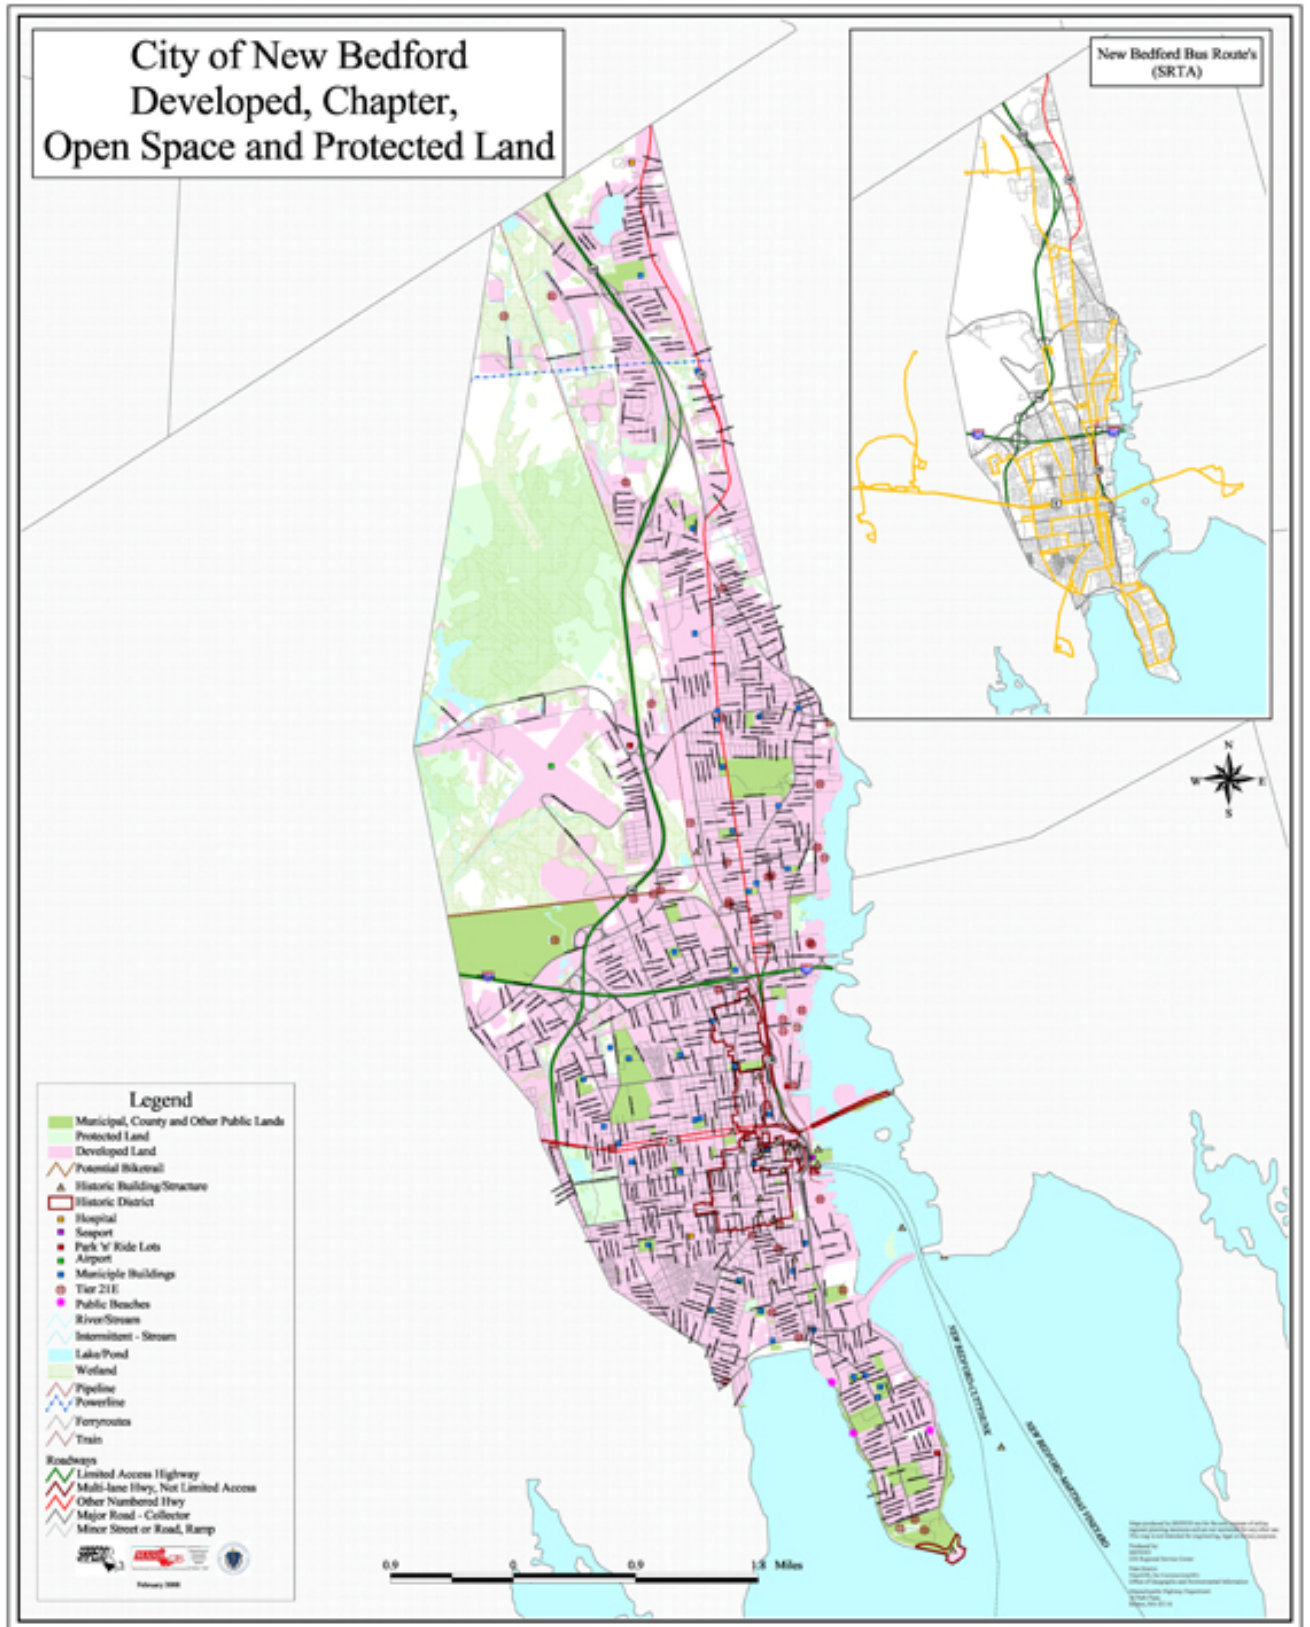 City of New Bedford
Developed, Chapter,
Open Space and Protected Land
New Bedford Bus Route's
(SRTA)
N
W E
S
Legend
Municipal, County and Other Public Lands
Protected Land
Developed Land
Potential Biketrail
Historic Building/Structure
Historic District
Hospital
Seaport
Park 'n' Ride Lots
Airport
Municiple Buildings
Tier 21E
Public Beaches
River/Stream
Intermittent - Stream
Lake/Pond
Wetland
Pipeline
Powerline
Ferryroutes
Train
Roadways
Limited Access Highway
Multi-lane Hwy, Not Limited Access
Other Numbered Hwy
Major Road - Collector
Minor Street or Road, Ramp
NEW BEDFORD-CUTTYHUNK
NEW BEDFORD-MARTHAS VINEYARD
0.9 0 0.9 1.8 Miles